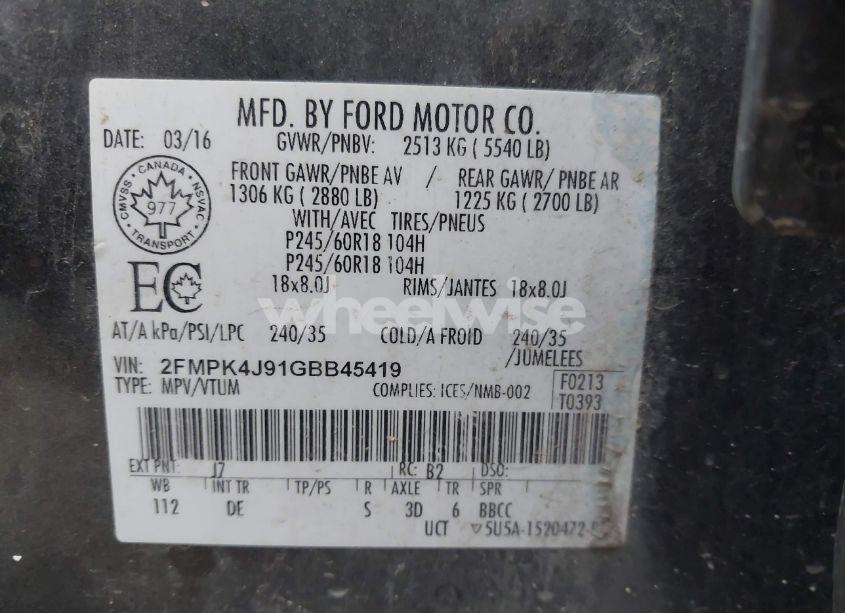 MFD. BY FORD MOTOR CO.
DATE: 03/16 GVWR/PNBV: 2513 KG ( 5540 LB)
FRONT GAWR/PNBE AV / REAR GAWR/ PNBE AR
1306 KG ( 2880 LB) 1225 KG ( 2700 LB)
WITH/AVEC TIRES/PNEUS
P245/60R18 104H
P245/60R18 104H
18x8.0J RIMS/JANTES 18x8.0J
CMVSS • CANADA • NSVAC
977
TRANSPORT
EC
wheelwise
AT/A kPa/PSI/LPC 240/35 COLD/A FROID 240/35
/JUMELEES
VIN: 2FMPK4J91GBB45419
TYPE: MPV/VTUM COMPLIES: ICES/NMB-002
F0213
T0393
EXT PNT: J7 RC: B2 DSO:
WB INT TR TP/PS R AXLE TR SPR
112 DE S 3D 6 BBCC
UCT ▽5U5A-1520472-